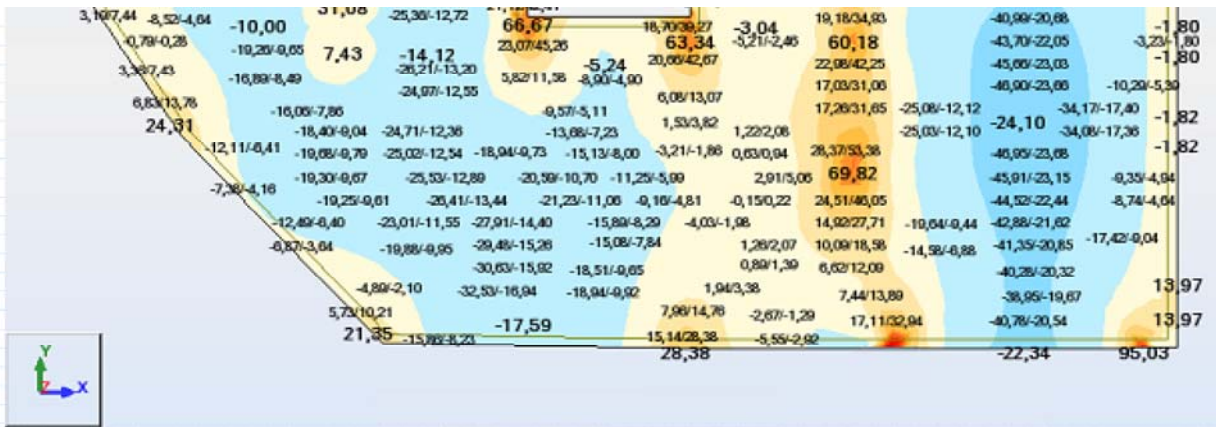 3,10/7,44 -8,52/-4,64 31,08 -25,36/-12,72 19,18/34,93 -40,99/-20,68
-10,00 66,67 18,70/39,27 -3,04 -1,80
-0,79/-0,28 -19,26/-9,65 7,43 -14,12 23,07/45,26 63,34 -5,21/-2,46 60,18 -43,70/-22,05 -3,23/-1,80
3,36/7,43 -16,89/-8,49 -26,21/-13,20 5,82/11,58 -5,24 20,66/42,67 22,98/42,25 -45,66/-23,03 -1,80
-24,97/-12,55 -8,90/-4,90 17,03/31,06 -46,90/-23,66 -10,29/-5,39
6,83/13,78 -16,06/-7,86 -9,57/-5,11 6,08/13,07 17,26/31,65 -25,08/-12,12 -34,17/-17,40
24,31 -18,40/-9,04 -24,71/-12,36 -13,68/-7,23 1,53/3,82 1,22/2,08 -25,03/-12,10 -24,10 -34,08/-17,36 -1,82
-12,11/-6,41 -19,68/-9,79 -25,02/-12,54 -18,94/-9,73 -15,13/-8,00 -3,21/-1,86 0,63/0,94 28,37/53,38 -46,95/-23,68 -1,82
-7,38/-4,16 -19,30/-9,67 -25,53/-12,89 -20,59/-10,70 -11,25/-5,99 2,91/5,06 69,82 -45,91/-23,15 -9,35/-4,94
-19,25/-9,61 -26,41/-13,44 -21,23/-11,06 -9,16/-4,81 -0,15/0,22 24,51/46,05 -44,52/-22,44 -8,74/-4,64
-12,49/-6,40 -23,01/-11,55 -27,91/-14,40 -15,89/-8,29 -4,03/-1,98 14,92/27,71 -19,64/-9,44 -42,88/-21,62
-6,87/-3,64 -19,88/-9,95 -29,48/-15,26 -15,08/-7,84 1,26/2,07 10,09/18,58 -14,58/-6,88 -41,35/-20,85 -17,42/-9,04
-30,63/-15,92 -18,51/-9,65 0,89/1,39 6,62/12,09 -40,28/-20,32
-4,89/-2,10 -32,53/-16,94 -18,94/-9,92 1,94/3,38 7,44/13,89 -38,95/-19,67 13,97
5,73/10,21 -17,59 7,96/14,76 -2,67/-1,29 17,11/32,94 -40,78/-20,54 13,97
21,35 -15,86/-8,23 15,14/28,38 -5,55/-2,92
28,38 -22,34 95,03
Y
Z X